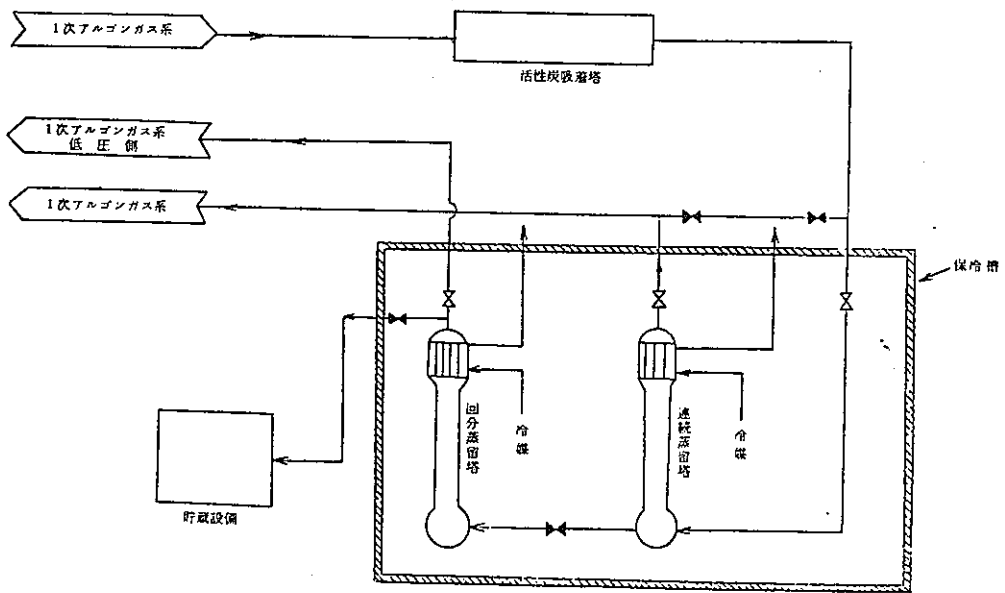 1次アルゴンガス系
活性炭吸着塔
1次アルゴンガス系
低圧側
1次アルゴンガス系
保冷槽
回分蒸留塔
冷媒
連続蒸留塔
冷媒
貯蔵設備